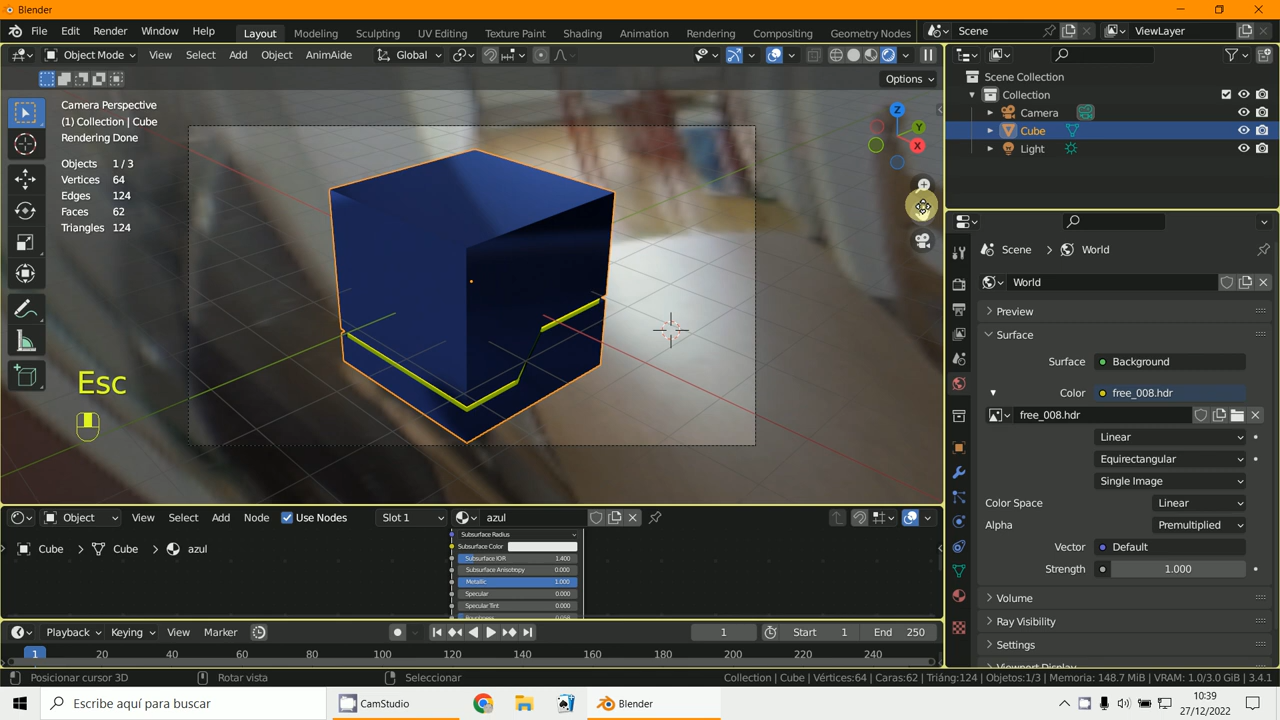 Blender
File Edit Render Window Help Layout Modeling Sculpting UV Editing Texture Paint Shading Animation Rendering Compositing Geometry Nodes Scene ViewLayer
Object Mode View Select Add Object AnimAide Global
Options
Camera Perspective
(1) Collection | Cube
Rendering Done
Objects 1 / 3
Vertices 64
Edges 124
Faces 62
Triangles 124
Z
Y
X
Esc
Scene Collection
Collection
Camera
Cube
Light
Scene World
World
Preview
Surface
Surface Background
Color free_008.hdr
free_008.hdr
Linear
Equirectangular
Single Image
Color Space Linear
Alpha Premultiplied
Vector Default
Strength 1.000
Volume
Ray Visibility
Settings
Viewport Display
Object View Select Add Node Use Nodes Slot 1 azul
Cube Cube azul
Subsurface Radius
Subsurface Color
Subsurface IOR 1.400
Subsurface Anisotropy 0.000
Metallic 1.000
Specular 0.000
Specular Tint 0.000
Playback Keying View Marker 1 Start 1 End 250
1 20 40 60 80 100 120 140 160 180 200 220 240
Posicionar cursor 3D Rotar vista Seleccionar Collection | Cube | Vértices:64 | Caras:62 | Triáng:124 | Objetos:1/3 | Memoria: 148.7 MiB | VRAM: 1.0/3.0 GiB | 3.4.1
Escribe aquí para buscar CamStudio Blender 10:39
27/12/2022